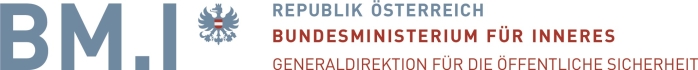 BM.I
REPUBLIK ÖSTERREICH
BUNDESMINISTERIUM FÜR INNERES
GENERALDIREKTION FÜR DIE ÖFFENTLICHE SICHERHEIT